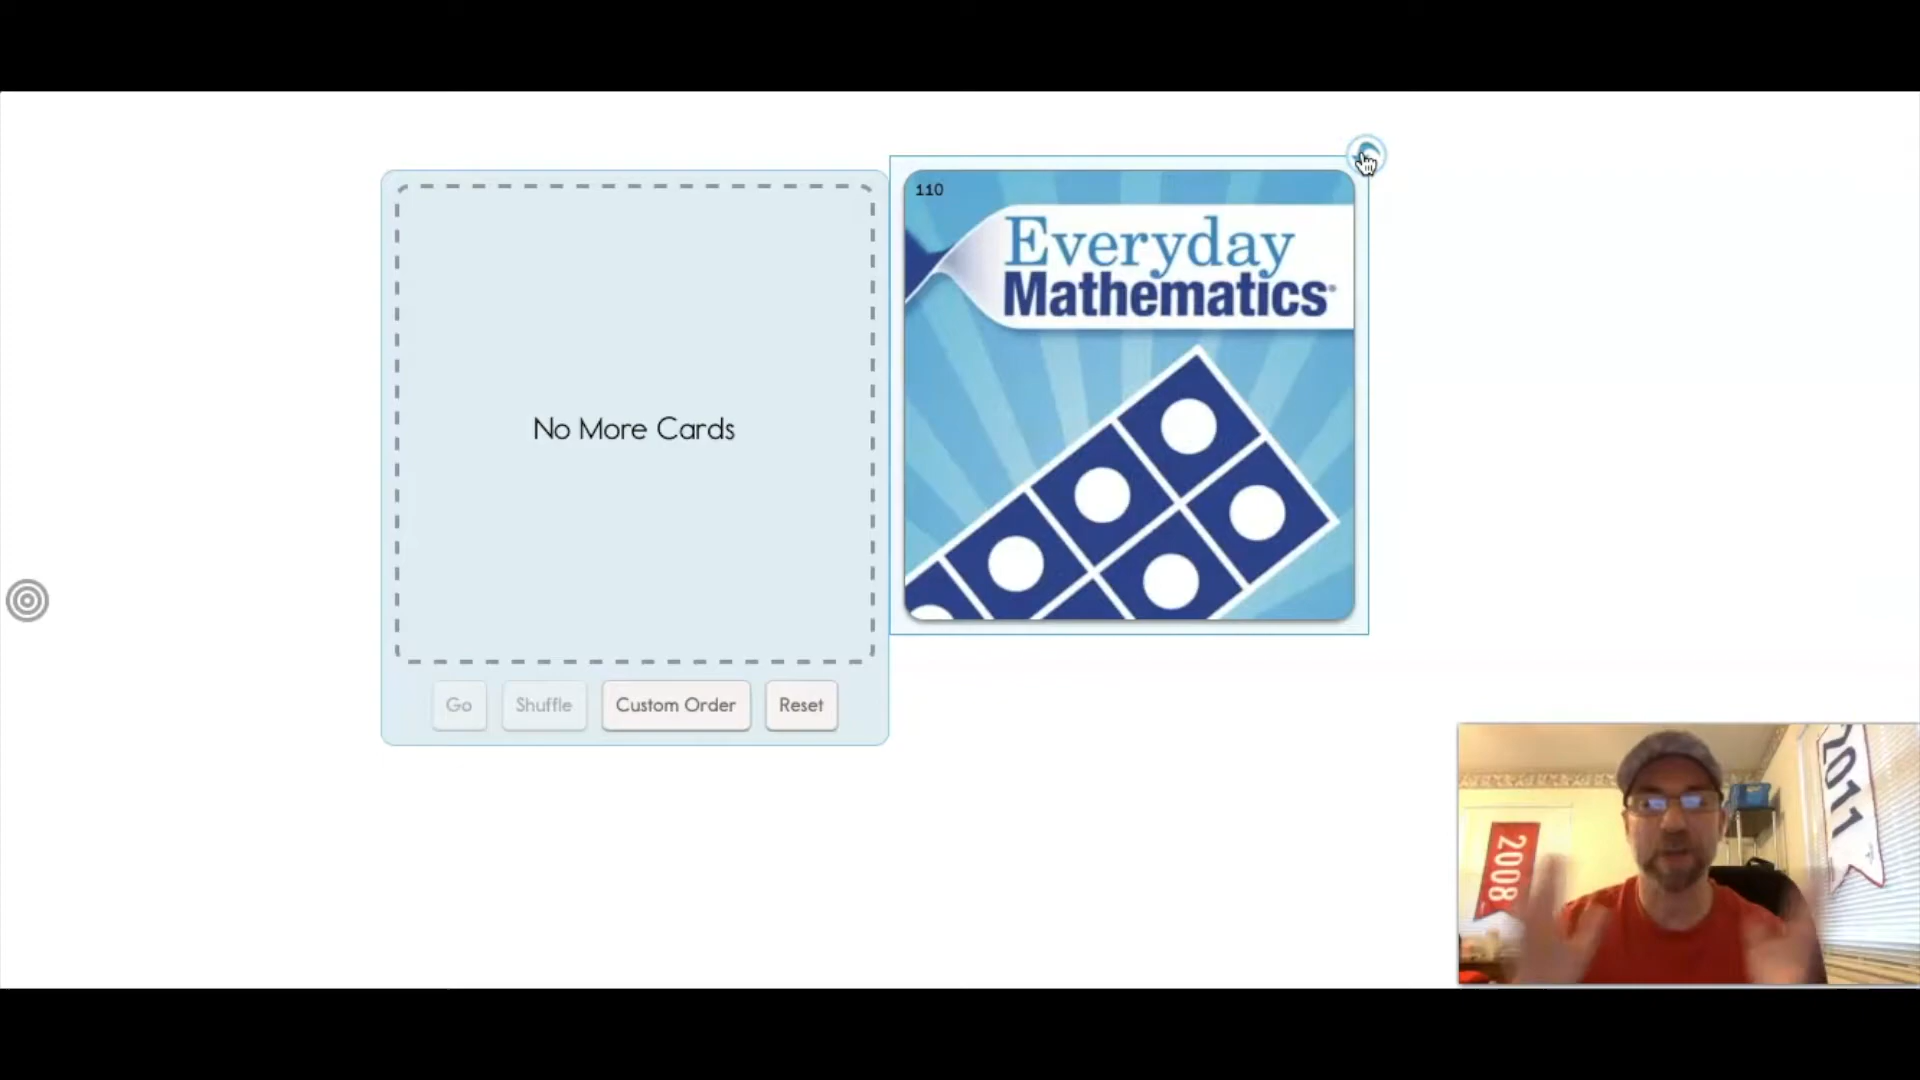 110
Everyday
Mathematics
No More Cards
Go
Shuffle
Custom Order
Reset
2008
2011